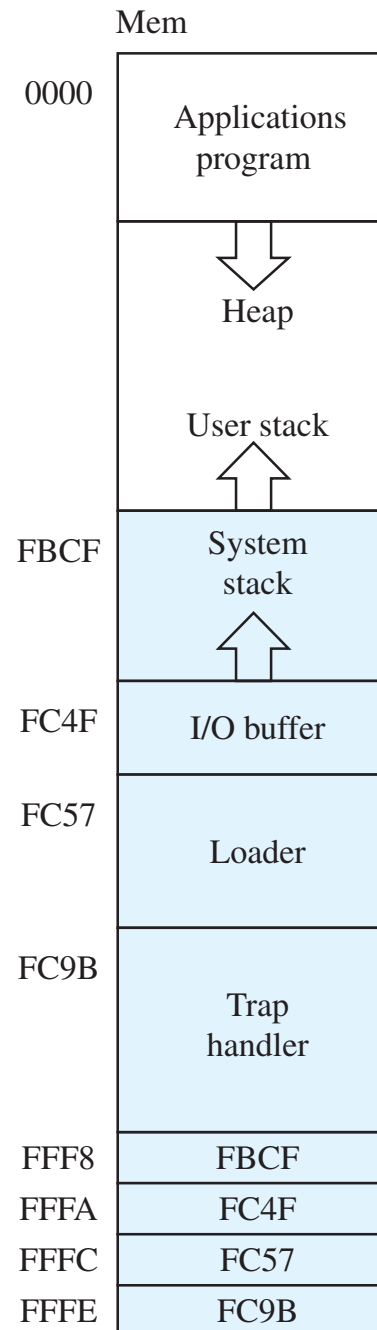 Mem
0000
Applications
program
Heap
User stack
FBCF
System
stack
FC4F
I/O buffer
FC57
Loader
FC9B
Trap
handler
FFF8 FBCF
FFFA FC4F
FFFC FC57
FFFE FC9B